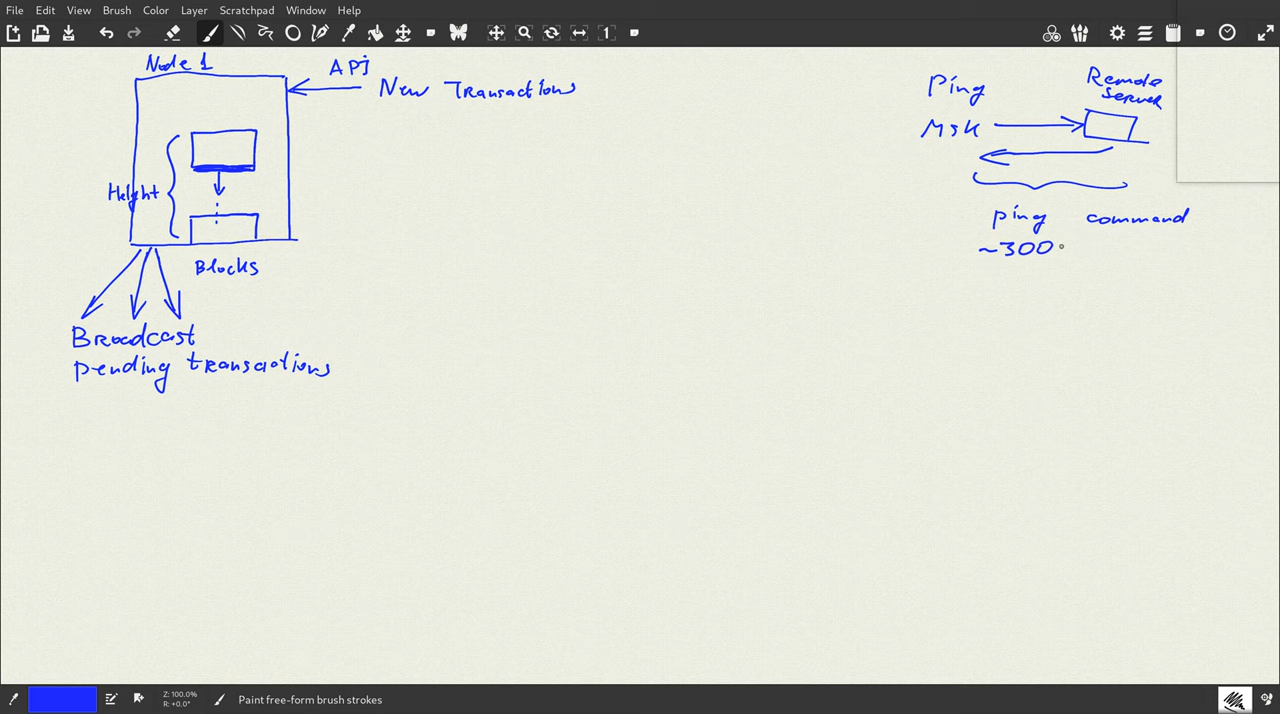 File Edit View Brush Color Layer Scratchpad Window Help
Node 1
API
New Transactions
Height
Blocks
Broadcast
pending transactions
Ping
Remote
Server
MSK
ping command
~300
Z: 100.0%
R: +0.0°
Paint free-form brush strokes